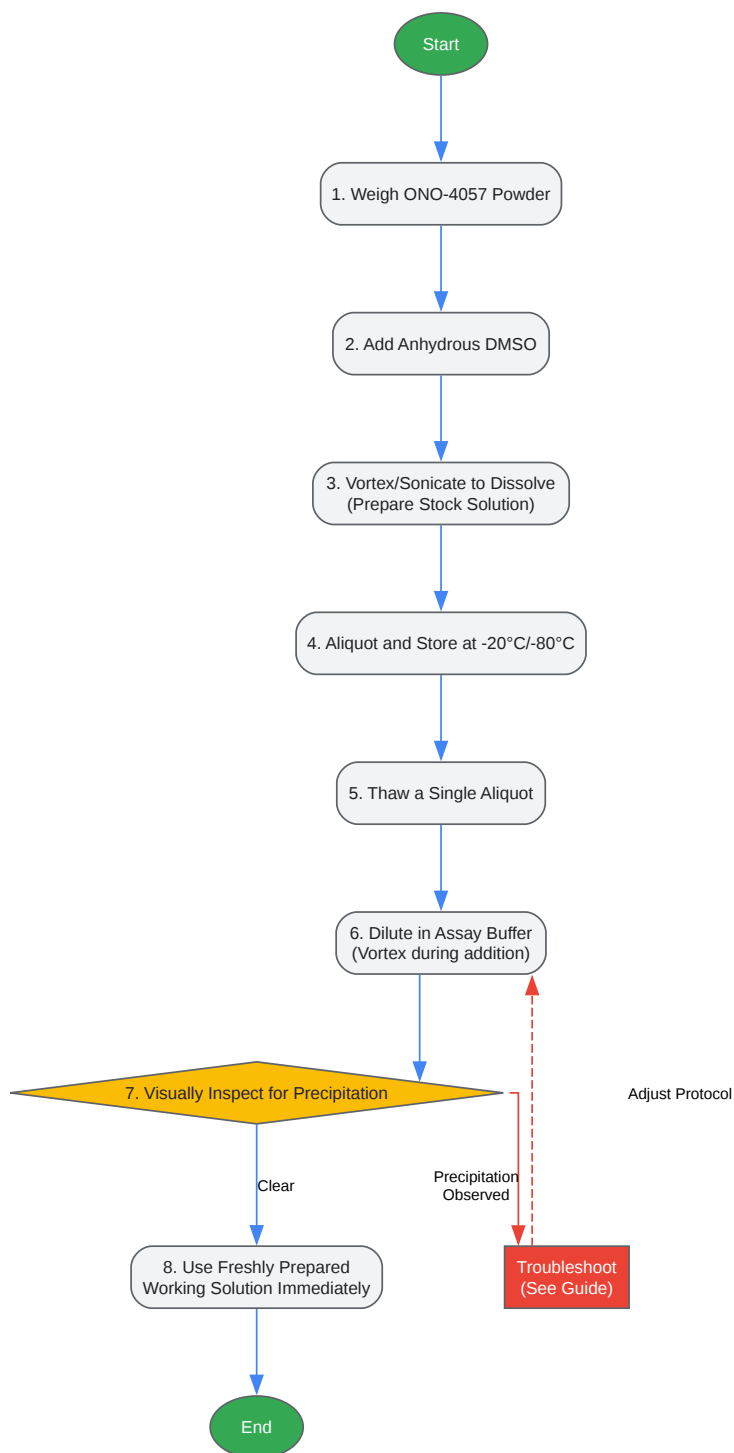 Start
1. Weigh ONO-4057 Powder
2. Add Anhydrous DMSO
3. Vortex/Sonicate to Dissolve
(Prepare Stock Solution)
4. Aliquot and Store at -20°C/-80°C
5. Thaw a Single Aliquot
6. Dilute in Assay Buffer
(Vortex during addition)
7. Visually Inspect for Precipitation
Adjust Protocol
Clear
Precipitation
Observed
8. Use Freshly Prepared
Working Solution Immediately
Troubleshoot
(See Guide)
End